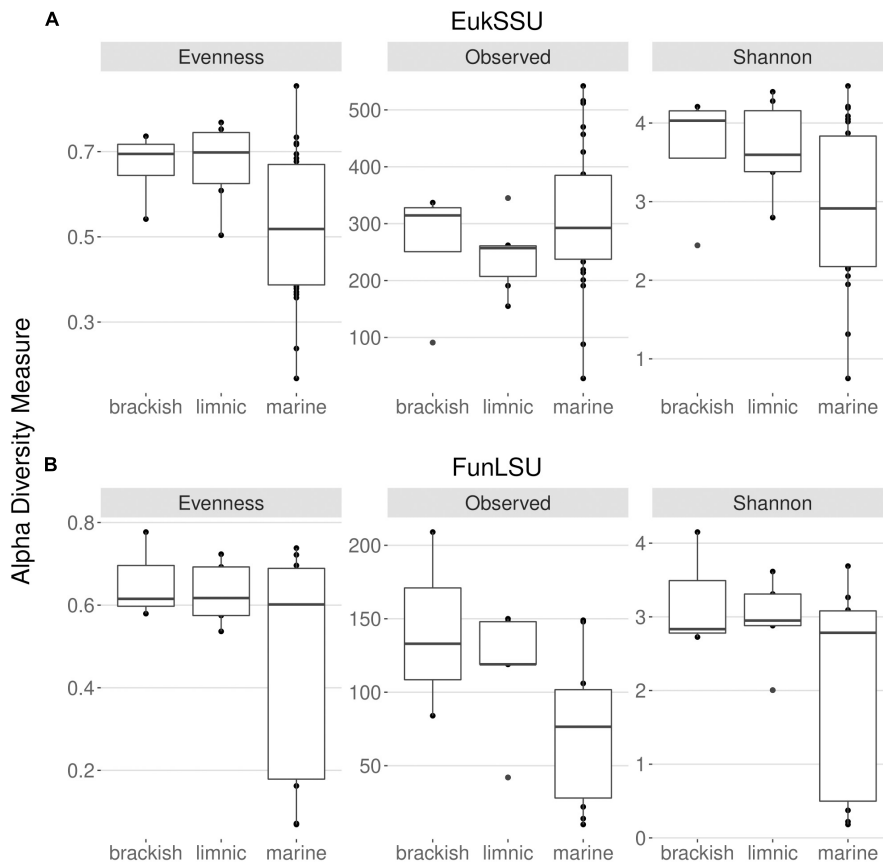 A
EukSSU
Evenness Observed Shannon
0.7
0.5
0.3
500
400
300
200
100
4
3
2
1
brackish limnic marine brackish limnic marine brackish limnic marine
Alpha Diversity Measure
B
FunLSU
Evenness Observed Shannon
0.8
0.6
0.4
0.2
200
150
100
50
4
3
2
1
0
brackish limnic marine brackish limnic marine brackish limnic marine